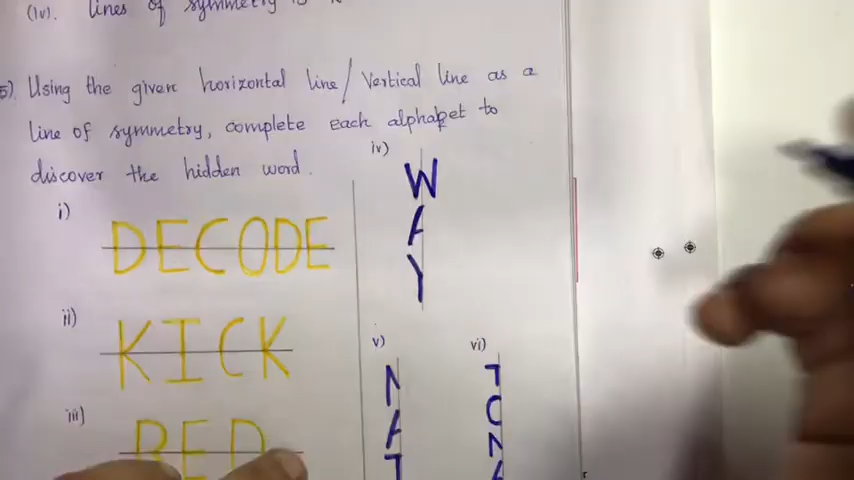 (iv). lines of symmetry is
5). Using the given horizontal line/ Vertical line as a
line of symmetry, complete each alphabet to
discover the hidden word.
i)
DECODE
ii)
KICK
iii)
iv)
W
A
Y
v)
vi)